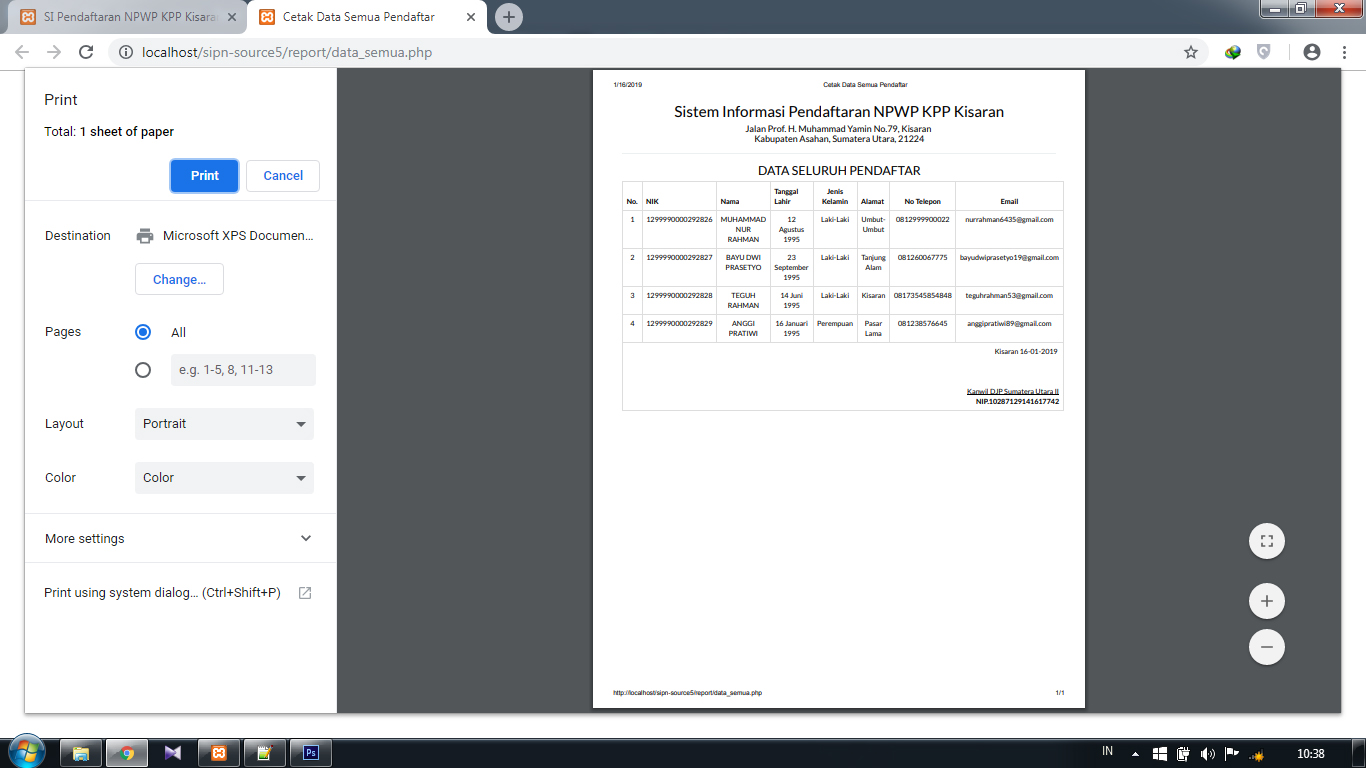 SI Pendaftaran NPWP KPP Kisara
Cetak Data Semua Pendaftar
localhost/sipn-source5/report/data_semua.php
Print
Total: 1 sheet of paper
Print Cancel
Destination Microsoft XPS Documen...
Change...
Pages All
e.g. 1-5, 8, 11-13
Layout Portrait
Color Color
More settings
Print using system dialog... (Ctrl+Shift+P)
1/16/2019 Cetak Data Semua Pendaftar
Sistem Informasi Pendaftaran NPWP KPP Kisaran
Jalan Prof. H. Muhammad Yamin No.79, Kisaran
Kabupaten Asahan, Sumatera Utara, 21224
DATA SELURUH PENDAFTAR
No. NIK Nama Tanggal Lahir Jenis Kelamin Alamat No Telepon Email
1 1299990000292826 MUHAMMAD NUR RAHMAN 12 Agustus 1995 Laki-Laki Umbut-Umbut 0812999900022 nurrahman6435@gmail.com
2 1299990000292827 BAYU DWI PRASETYO 23 September 1995 Laki-Laki Tanjung Alam 081260067775 bayudwiprasetyo19@gmail.com
3 1299990000292828 TEGUH RAHMAN 14 Juni 1995 Laki-Laki Kisaran 08173545854848 teguhrahman53@gmail.com
4 1299990000292829 ANGGI PRATIWI 16 Januari 1995 Perempuan Pasar Lama 081238576645 anggipratiwi89@gmail.com
Kisaran 16-01-2019
Kanwil DJP Sumatera Utara II
NIP.10287129141617742
http://localhost/sipn-source5/report/data_semua.php 1/1
Ps
IN
10:38